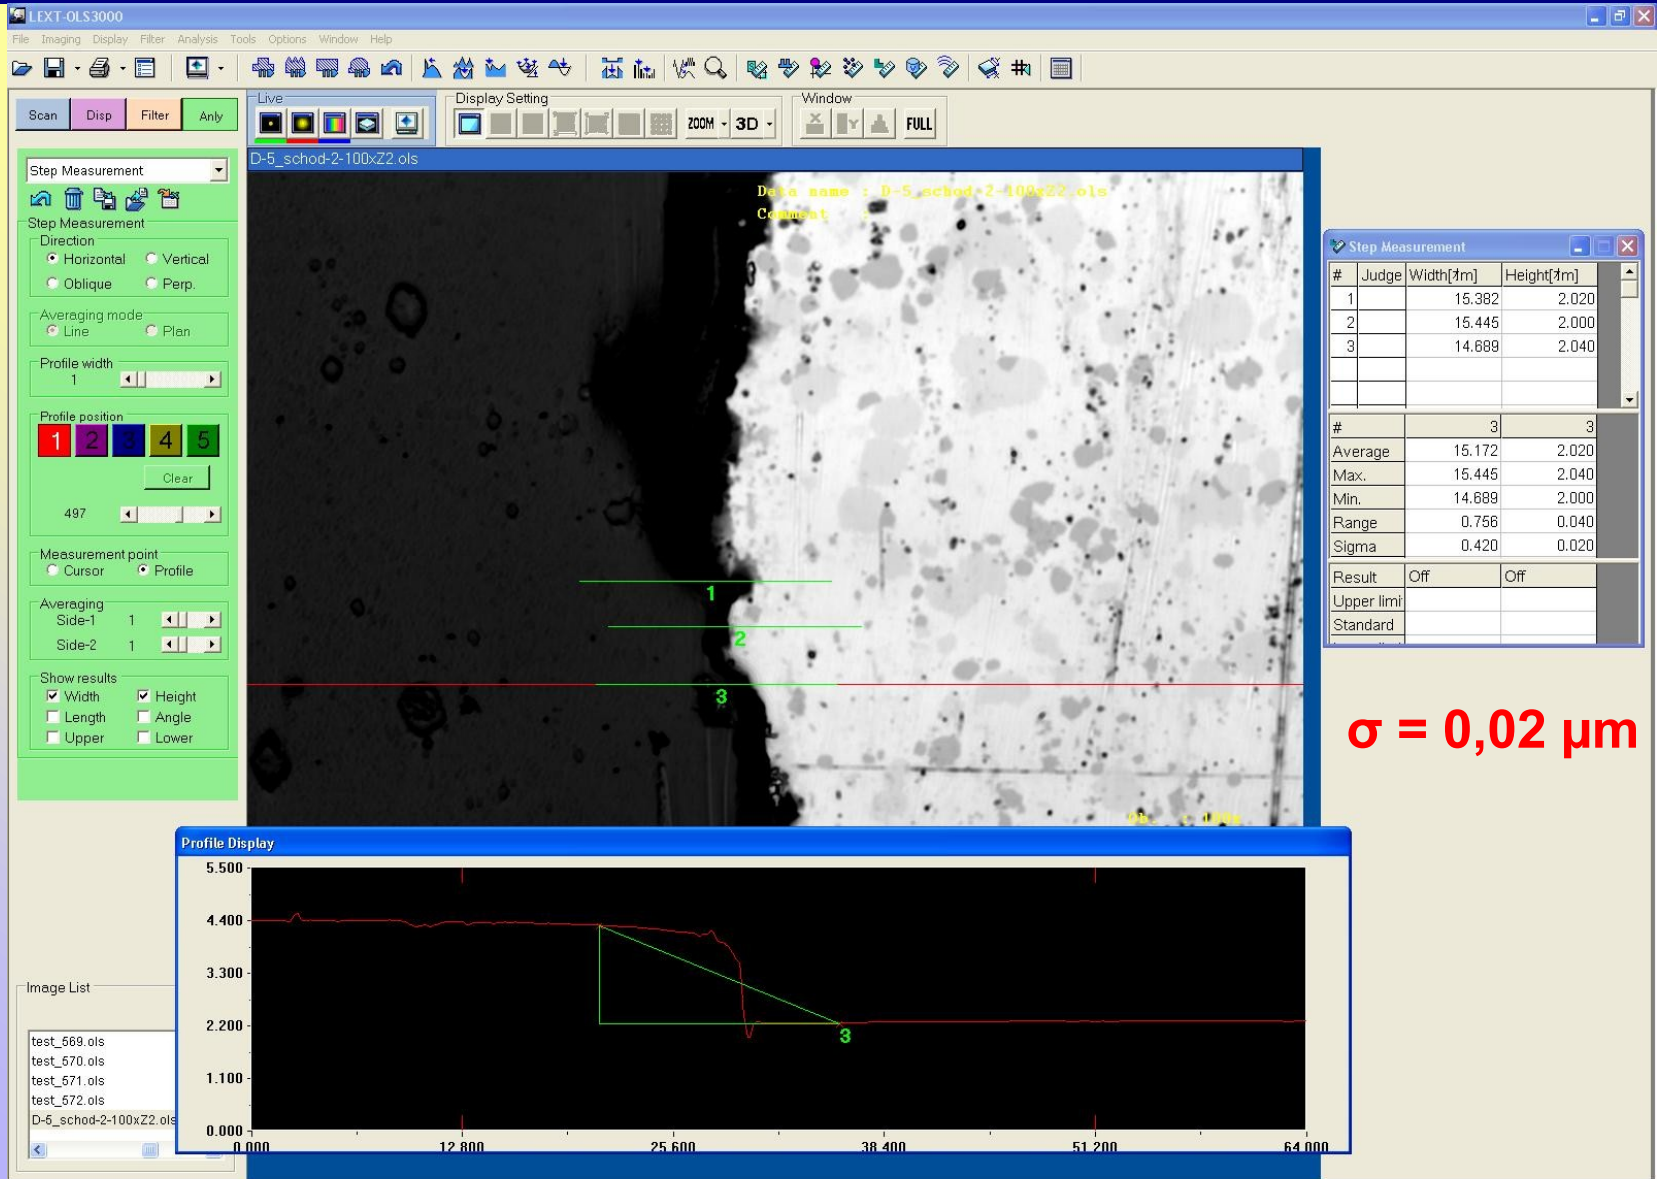 LEXT-OLS3000
File Imaging Display Filter Analysis Tools Options Window Help
Scan Disp Filter Anly
Live
Display Setting
ZOOM
3D
Window
FULL
D-5_schod-2-100xZ2.ols
Data name : D-5_schod-2-100xZ2.ols
Comment :
Step Measurement
Step Measurement
Direction
Horizontal Vertical
Oblique Perp.
Averaging mode
Line Plan
Profile width
1
Profile position
1 2 3 4 5
Clear
497
Measurement point
Cursor Profile
Averaging
Side-1 1
Side-2 1
Show results
Width Height
Length Angle
Upper Lower
1
2
3
Ob. : 100x
Step Measurement
# Judge Width[㎛] Height[㎛]
1 15.382 2.020
2 15.445 2.000
3 14.689 2.040
# 3 3
Average 15.172 2.020
Max. 15.445 2.040
Min. 14.689 2.000
Range 0.756 0.040
Sigma 0.420 0.020
Result Off Off
Upper limi
Standard
σ = 0,02 µm
Profile Display
5.500
4.400
3.300
2.200
1.100
0.000
3
0.000 12.800 25.600 38.400 51.200 64.000
Image List
test_569.ols
test_570.ols
test_571.ols
test_572.ols
D-5_schod-2-100xZ2.ols